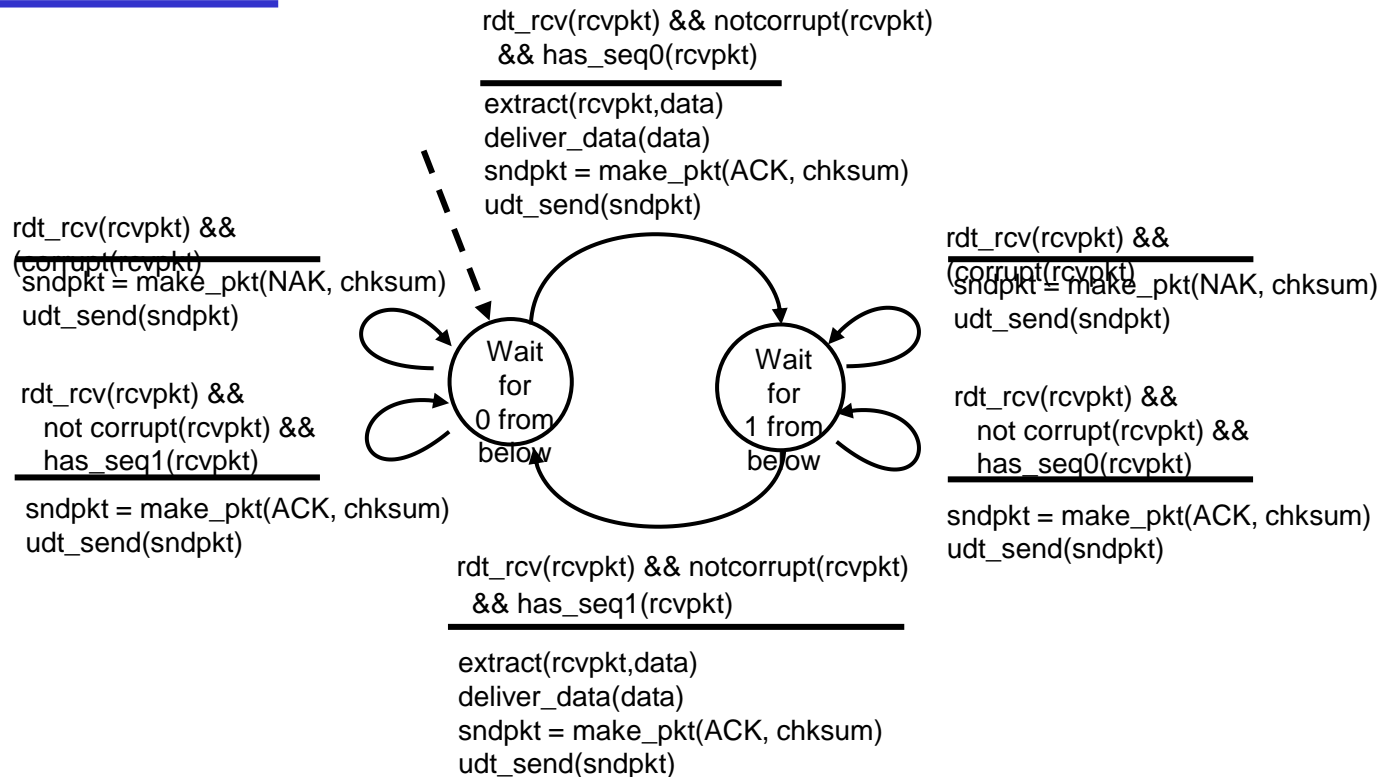 rdt_rcv(rcvpkt) && notcorrupt(rcvpkt)
&& has_seq0(rcvpkt)
extract(rcvpkt,data)
deliver_data(data)
sndpkt = make_pkt(ACK, chksum)
udt_send(sndpkt)
rdt_rcv(rcvpkt) &&
(corrupt(rcvpkt)
sndpkt = make_pkt(NAK, chksum)
udt_send(sndpkt)
rdt_rcv(rcvpkt) &&
not corrupt(rcvpkt) &&
has_seq1(rcvpkt)
sndpkt = make_pkt(ACK, chksum)
udt_send(sndpkt)
Wait
for
0 from
below
Wait
for
1 from
below
rdt_rcv(rcvpkt) &&
(corrupt(rcvpkt)
sndpkt = make_pkt(NAK, chksum)
udt_send(sndpkt)
rdt_rcv(rcvpkt) &&
not corrupt(rcvpkt) &&
has_seq0(rcvpkt)
sndpkt = make_pkt(ACK, chksum)
udt_send(sndpkt)
rdt_rcv(rcvpkt) && notcorrupt(rcvpkt)
&& has_seq1(rcvpkt)
extract(rcvpkt,data)
deliver_data(data)
sndpkt = make_pkt(ACK, chksum)
udt_send(sndpkt)